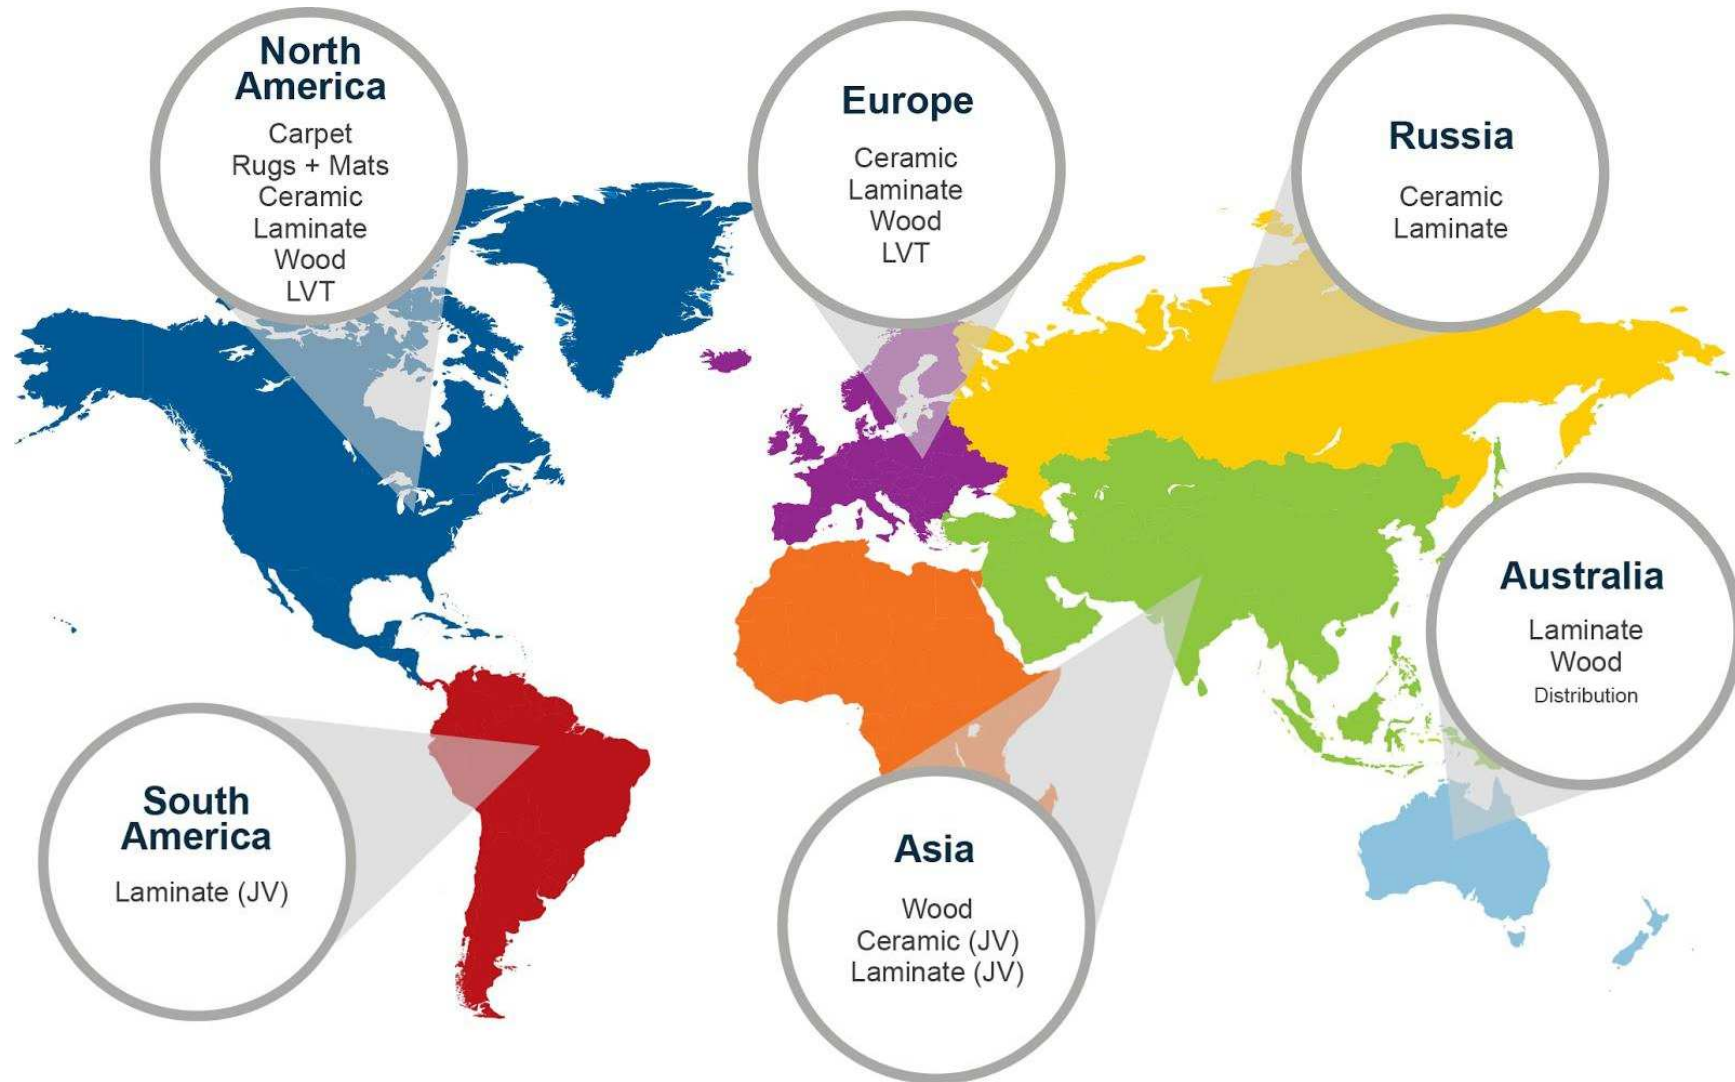 North
America
Carpet
Rugs + Mats
Ceramic
Laminate
Wood
LVT
Europe
Ceramic
Laminate
Wood
LVT
Russia
Ceramic
Laminate
Australia
Laminate
Wood
Distribution
South
America
Laminate (JV)
Asia
Wood
Ceramic (JV)
Laminate (JV)